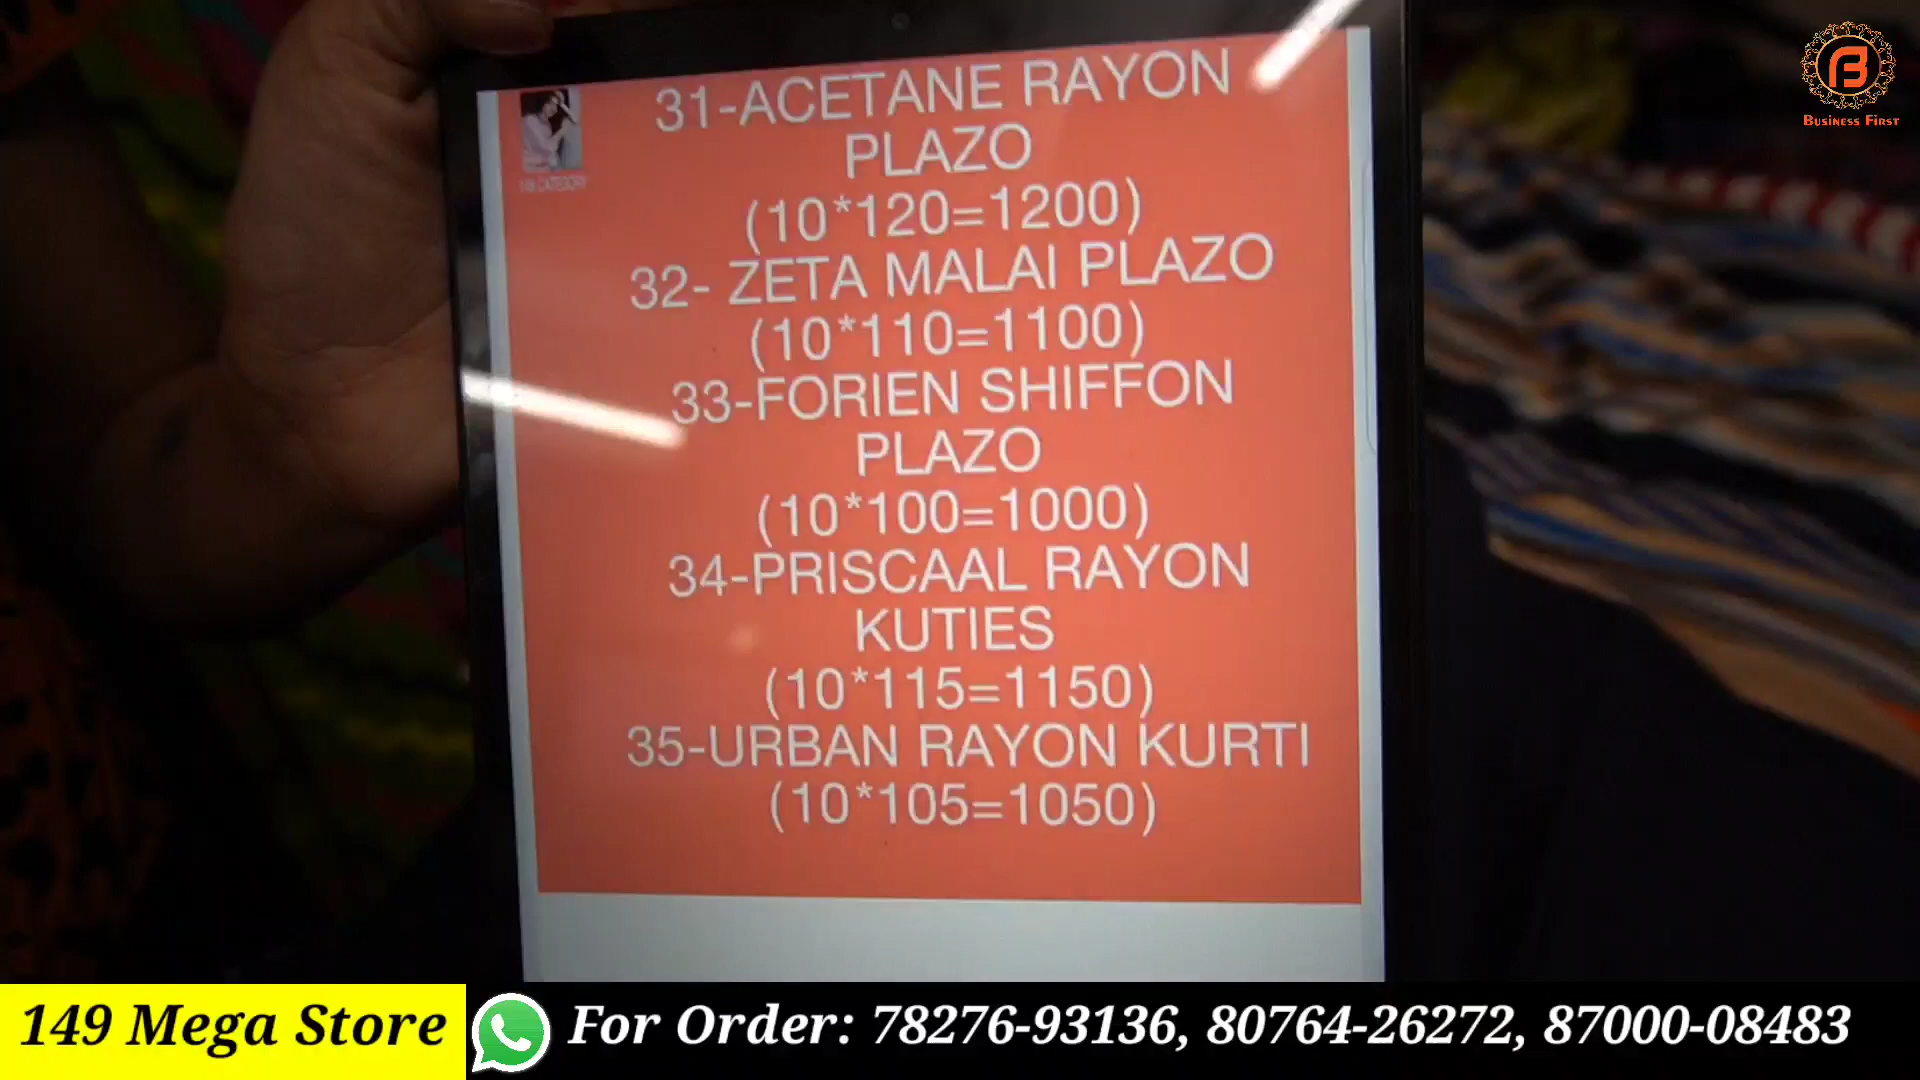 BUSINESS FIRST
31-ACETANE RAYON
PLAZO
(10*120=1200)
32- ZETA MALAI PLAZO
(10*110=1100)
33-FORIEN SHIFFON
PLAZO
(10*100=1000)
34-PRISCAAL RAYON
KUTIES
(10*115=1150)
35-URBAN RAYON KURTI
(10*105=1050)
149 Mega Store
For Order: 78276-93136, 80764-26272, 87000-08483